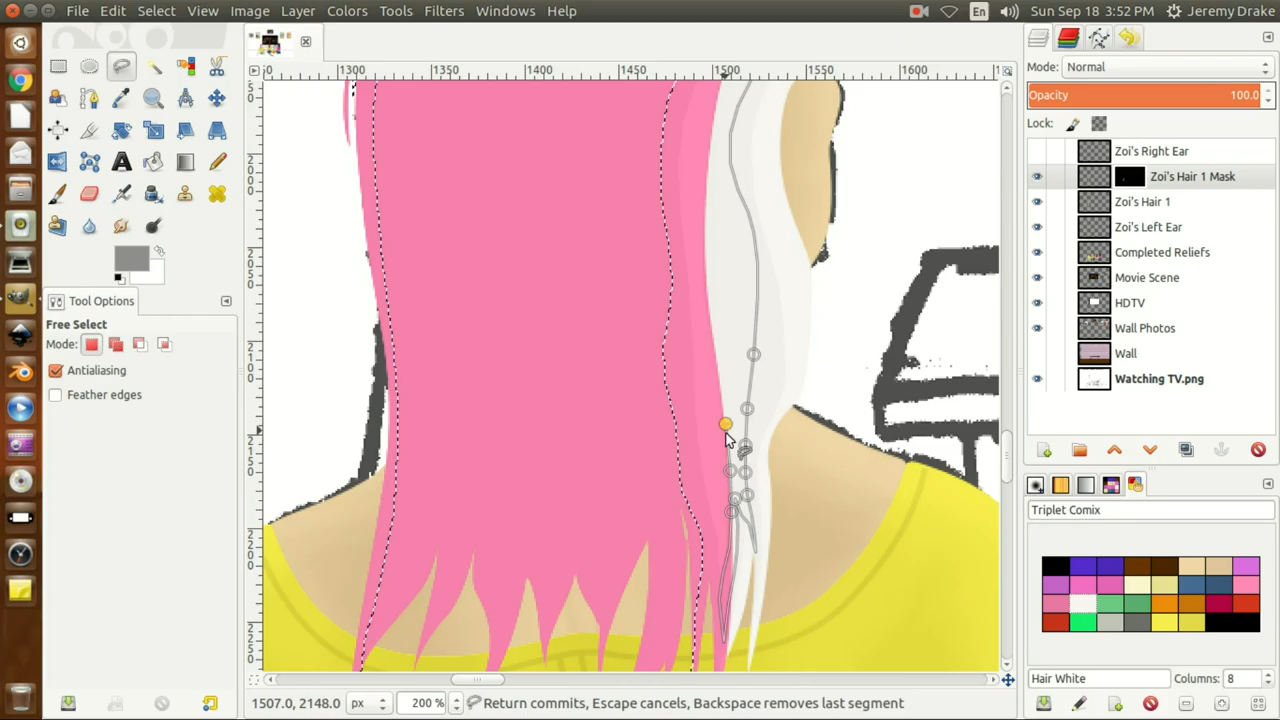 File Edit Select View Image Layer Colors Tools Filters Windows Help En Sun Sep 18 3:52 PM Jeremy Drake
Mode: Normal
Opacity 100.0
Lock:
Zoi's Right Ear
Zoi's Hair 1 Mask
Zoi's Hair 1
Zoi's Left Ear
Completed Reliefs
Movie Scene
HDTV
Wall Photos
Wall
Watching TV.png
1300 1350 1400 1450 1500 1550 1600
Tool Options
Free Select
Mode:
Antialiasing
Feather edges
Triplet Comix
Hair White Columns: 8
1507.0, 2148.0 px 200 % Return commits, Escape cancels, Backspace removes last segment